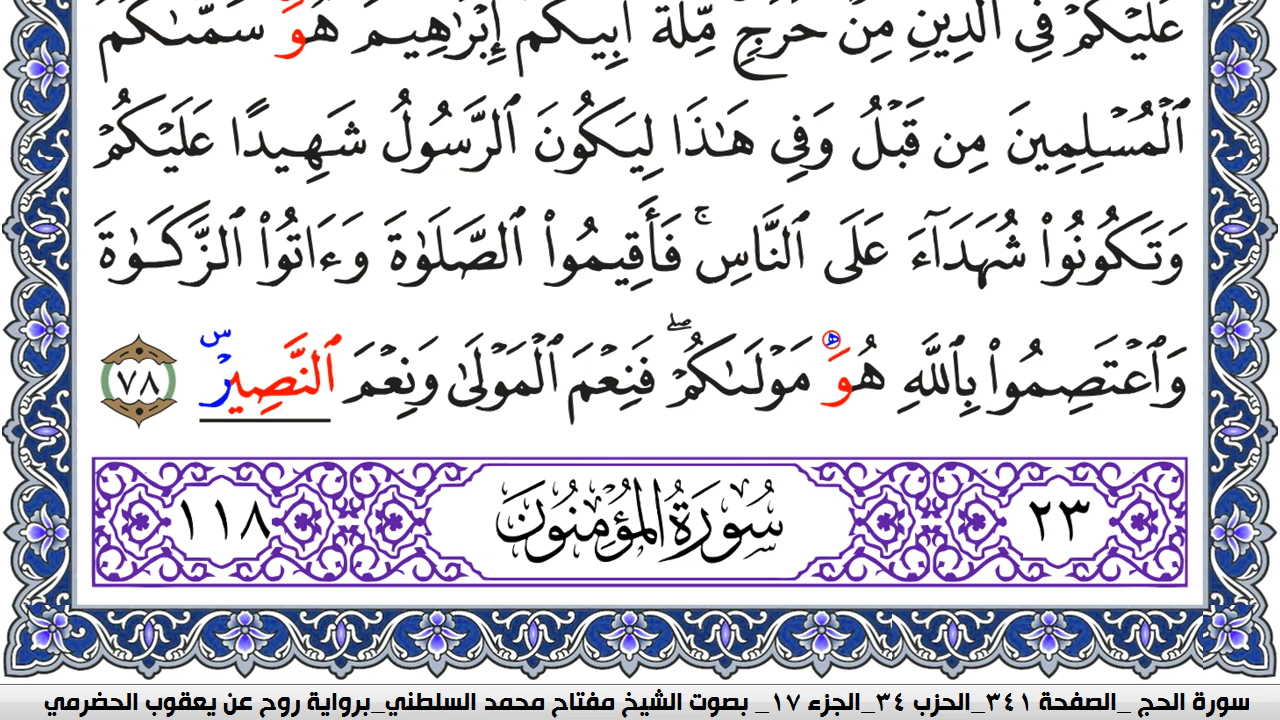 عَلَيۡكُمۡ فِي ٱلدِّينِ مِنۡ حَرَجٖۚ مِّلَّةَ أَبِيكُمۡ إِبۡرَٰهِيمَۚ هُوَ سَمَّىٰكُمُ
ٱلۡمُسۡلِمِينَ مِن قَبۡلُ وَفِي هَٰذَا لِيَكُونَ ٱلرَّسُولُ شَهِيدًا عَلَيۡكُمۡ
وَتَكُونُواْ شُهَدَآءَ عَلَى ٱلنَّاسِۚ فَأَقِيمُواْ ٱلصَّلَوٰةَ وَءَاتُواْ ٱلزَّكَوٰةَ
وَٱعۡتَصِمُواْ بِٱللَّهِ هُوَ مَوۡلَىٰكُمۡۖ فَنِعۡمَ ٱلۡمَوۡلَىٰ وَنِعۡمَ ٱلنَّصِيرۡ ٧٨
٢٣ سُورَةُ المُؤْمِنُونَ ١١٨
سورة الحج _الصفحة ٣٤١_الحزب ٣٤_الجزء ١٧_ بصوت الشيخ مفتاح محمد السلطني_برواية روح عن يعقوب الحضرمي